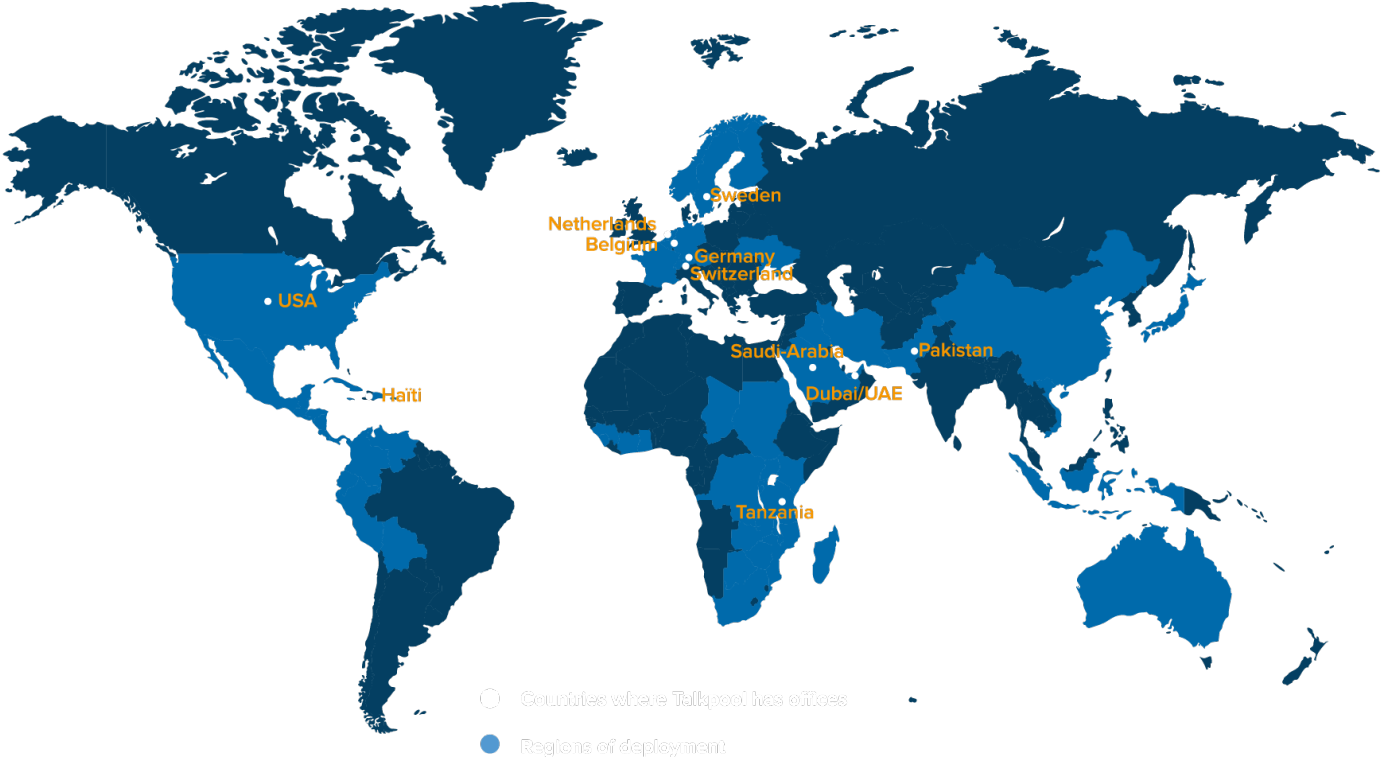 Sweden
Netherlands
Belgium
Germany
Switzerland
USA
Saudi-Arabia
Pakistan
Haïti
Dubai/UAE
Tanzania
Countries where Talkpool has offices
Regions of deployment